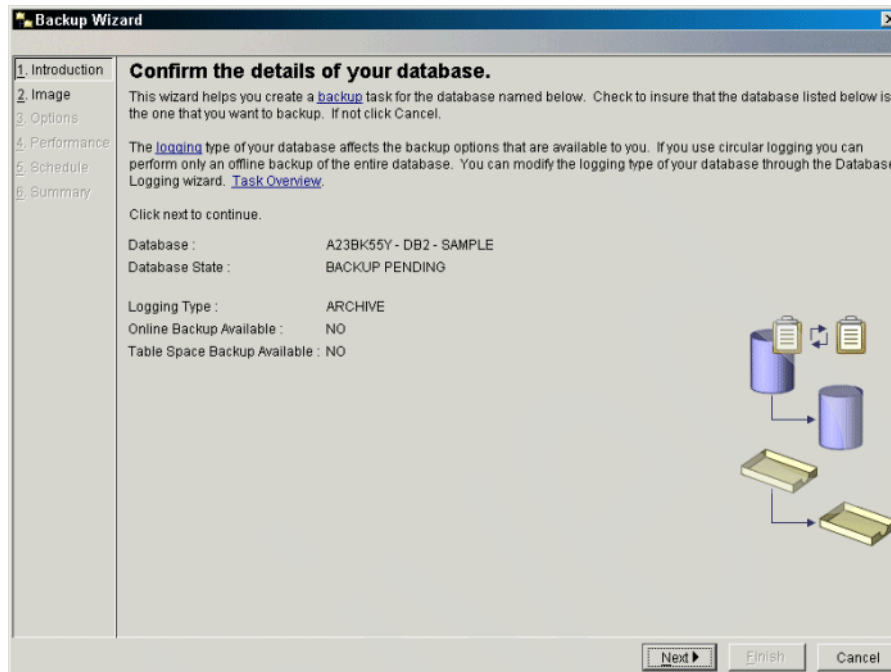 Backup Wizard
1. Introduction
2. Image
3. Options
4. Performance
5. Schedule
6. Summary
Confirm the details of your database.
This wizard helps you create a backup task for the database named below. Check to insure that the database listed below is
the one that you want to backup. If not click Cancel.
The logging type of your database affects the backup options that are available to you. If you use circular logging you can
perform only an offline backup of the entire database. You can modify the logging type of your database through the Database
Logging wizard. Task Overview.
Click next to continue.
Database : A23BK55Y - DB2 - SAMPLE
Database State : BACKUP PENDING
Logging Type : ARCHIVE
Online Backup Available : NO
Table Space Backup Available : NO
Next
Finish
Cancel